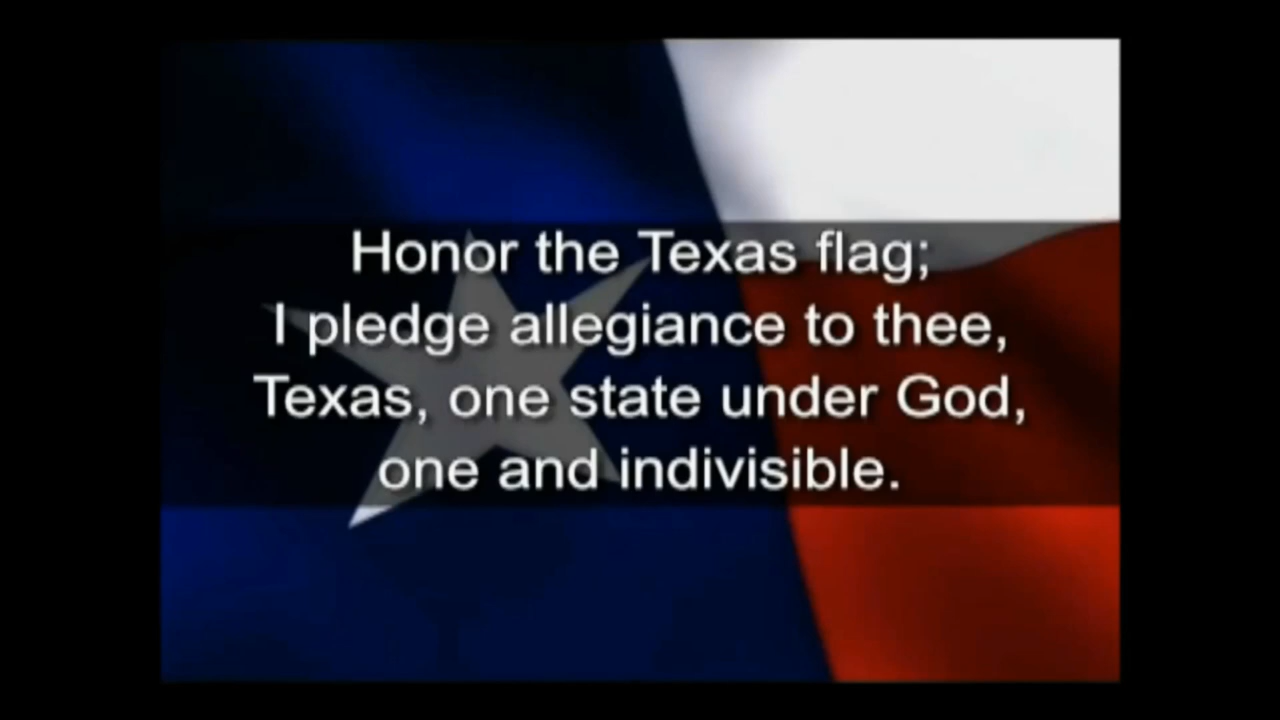 Honor the Texas flag;
I pledge allegiance to thee,
Texas, one state under God,
one and indivisible.